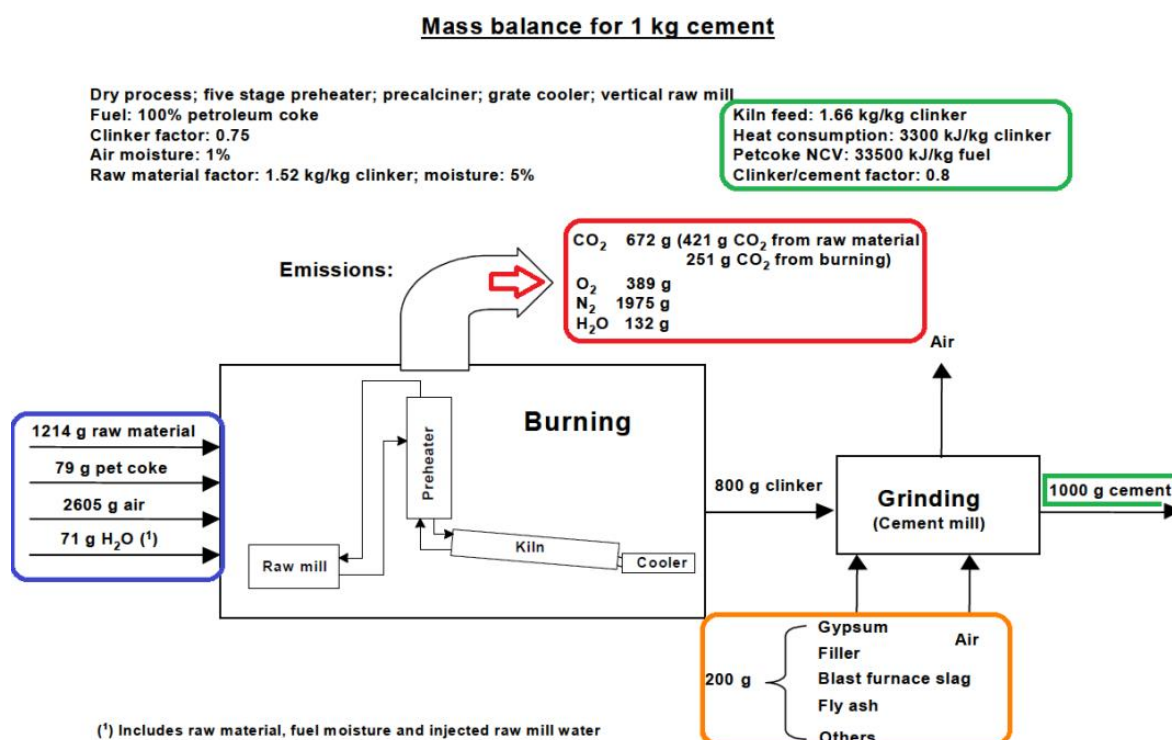 Mass balance for 1 kg cement
Dry process; five stage preheater; precalciner; grate cooler; vertical raw mill
Fuel: 100% petroleum coke
Clinker factor: 0.75
Air moisture: 1%
Raw material factor: 1.52 kg/kg clinker; moisture: 5%
Kiln feed: 1.66 kg/kg clinker
Heat consumption: 3300 kJ/kg clinker
Petcoke NCV: 33500 kJ/kg fuel
Clinker/cement factor: 0.8
Emissions:
CO₂ 672 g (421 g CO₂ from raw material
251 g CO₂ from burning)
O₂ 389 g
N₂ 1975 g
H₂O 132 g
1214 g raw material
79 g pet coke
2605 g air
71 g H₂O (¹)
Burning
Preheater
Raw mill
Kiln
Cooler
800 g clinker
Air
Grinding
(Cement mill)
1000 g cement
200 g
Gypsum
Filler
Blast furnace slag
Fly ash
Others
Air
(¹) Includes raw material, fuel moisture and injected raw mill water